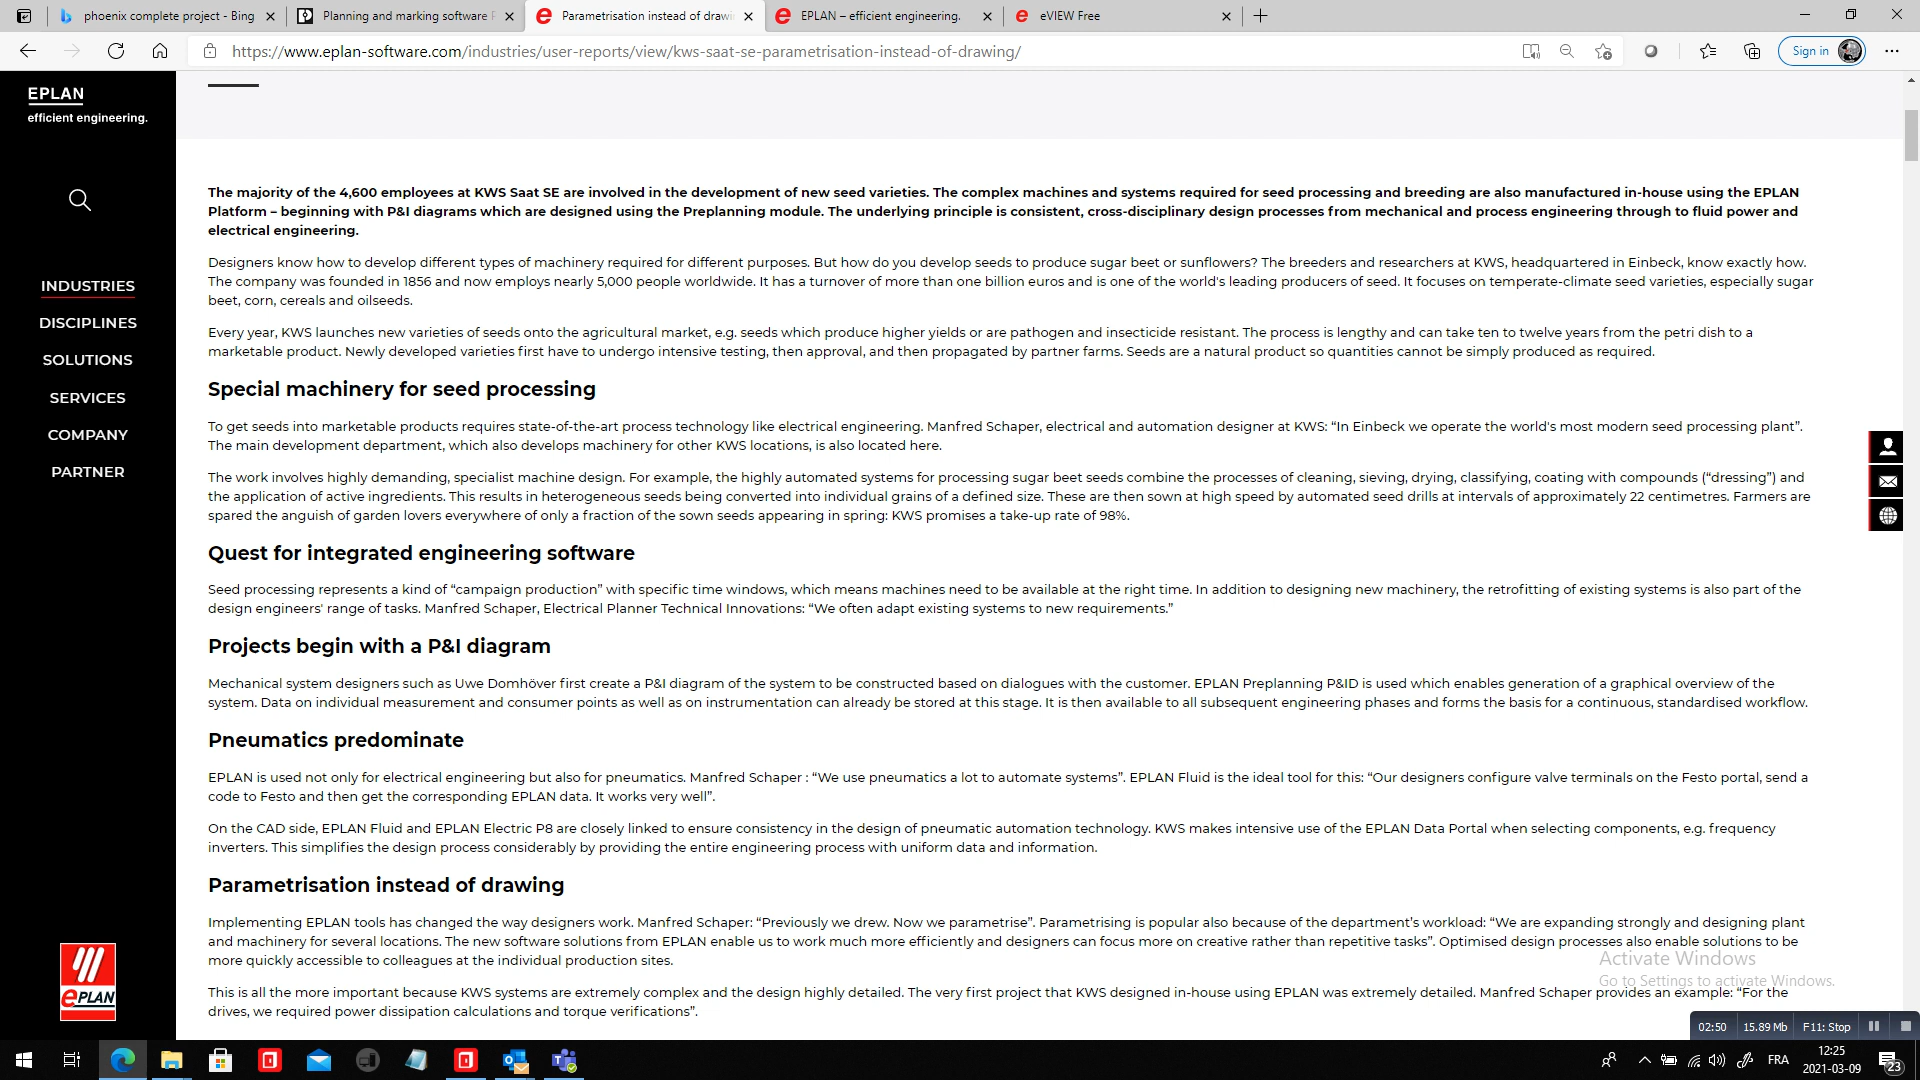 phoenix complete project - Bing
Planning and marking software
Parametrisation instead of drawi
EPLAN – efficient engineering.
eVIEW Free
https://www.eplan-software.com/industries/user-reports/view/kws-saat-se-parametrisation-instead-of-drawing/
Sign in
EPLAN
efficient engineering.
INDUSTRIES
DISCIPLINES
SOLUTIONS
SERVICES
COMPANY
PARTNER
ePLAN
The majority of the 4,600 employees at KWS Saat SE are involved in the development of new seed varieties. The complex machines and systems required for seed processing and breeding are also manufactured in-house using the EPLAN
Platform – beginning with P&I diagrams which are designed using the Preplanning module. The underlying principle is consistent, cross-disciplinary design processes from mechanical and process engineering through to fluid power and
electrical engineering.
Designers know how to develop different types of machinery required for different purposes. But how do you develop seeds to produce sugar beet or sunflowers? The breeders and researchers at KWS, headquartered in Einbeck, know exactly how.
The company was founded in 1856 and now employs nearly 5,000 people worldwide. It has a turnover of more than one billion euros and is one of the world's leading producers of seed. It focuses on temperate-climate seed varieties, especially sugar
beet, corn, cereals and oilseeds.
Every year, KWS launches new varieties of seeds onto the agricultural market, e.g. seeds which produce higher yields or are pathogen and insecticide resistant. The process is lengthy and can take ten to twelve years from the petri dish to a
marketable product. Newly developed varieties first have to undergo intensive testing, then approval, and then propagated by partner farms. Seeds are a natural product so quantities cannot be simply produced as required.
Special machinery for seed processing
To get seeds into marketable products requires state-of-the-art process technology like electrical engineering. Manfred Schaper, electrical and automation designer at KWS: “In Einbeck we operate the world's most modern seed processing plant”.
The main development department, which also develops machinery for other KWS locations, is also located here.
The work involves highly demanding, specialist machine design. For example, the highly automated systems for processing sugar beet seeds combine the processes of cleaning, sieving, drying, classifying, coating with compounds (“dressing”) and
the application of active ingredients. This results in heterogeneous seeds being converted into individual grains of a defined size. These are then sown at high speed by automated seed drills at intervals of approximately 22 centimetres. Farmers are
spared the anguish of garden lovers everywhere of only a fraction of the sown seeds appearing in spring: KWS promises a take-up rate of 98%.
Quest for integrated engineering software
Seed processing represents a kind of “campaign production” with specific time windows, which means machines need to be available at the right time. In addition to designing new machinery, the retrofitting of existing systems is also part of the
design engineers' range of tasks. Manfred Schaper, Electrical Planner Technical Innovations: “We often adapt existing systems to new requirements.”
Projects begin with a P&I diagram
Mechanical system designers such as Uwe Domhöver first create a P&I diagram of the system to be constructed based on dialogues with the customer. EPLAN Preplanning P&ID is used which enables generation of a graphical overview of the
system. Data on individual measurement and consumer points as well as on instrumentation can already be stored at this stage. It is then available to all subsequent engineering phases and forms the basis for a continuous, standardised workflow.
Pneumatics predominate
EPLAN is used not only for electrical engineering but also for pneumatics. Manfred Schaper : “We use pneumatics a lot to automate systems”. EPLAN Fluid is the ideal tool for this: “Our designers configure valve terminals on the Festo portal, send a
code to Festo and then get the corresponding EPLAN data. It works very well”.
On the CAD side, EPLAN Fluid and EPLAN Electric P8 are closely linked to ensure consistency in the design of pneumatic automation technology. KWS makes intensive use of the EPLAN Data Portal when selecting components, e.g. frequency
inverters. This simplifies the design process considerably by providing the entire engineering process with uniform data and information.
Parametrisation instead of drawing
Implementing EPLAN tools has changed the way designers work. Manfred Schaper: “Previously we drew. Now we parametrise”. Parametrising is popular also because of the department's workload: “We are expanding strongly and designing plant
and machinery for several locations. The new software solutions from EPLAN enable us to work much more efficiently and designers can focus more on creative rather than repetitive tasks”. Optimised design processes also enable solutions to be
more quickly accessible to colleagues at the individual production sites.
This is all the more important because KWS systems are extremely complex and the design highly detailed. The very first project that KWS designed in-house using EPLAN was extremely detailed. Manfred Schaper provides an example: “For the
drives, we required power dissipation calculations and torque verifications”.
Activate Windows
Go to Settings to activate Windows.
02:50
15.89 Mb
F11: Stop
FRA
12:25
2021-03-09
23